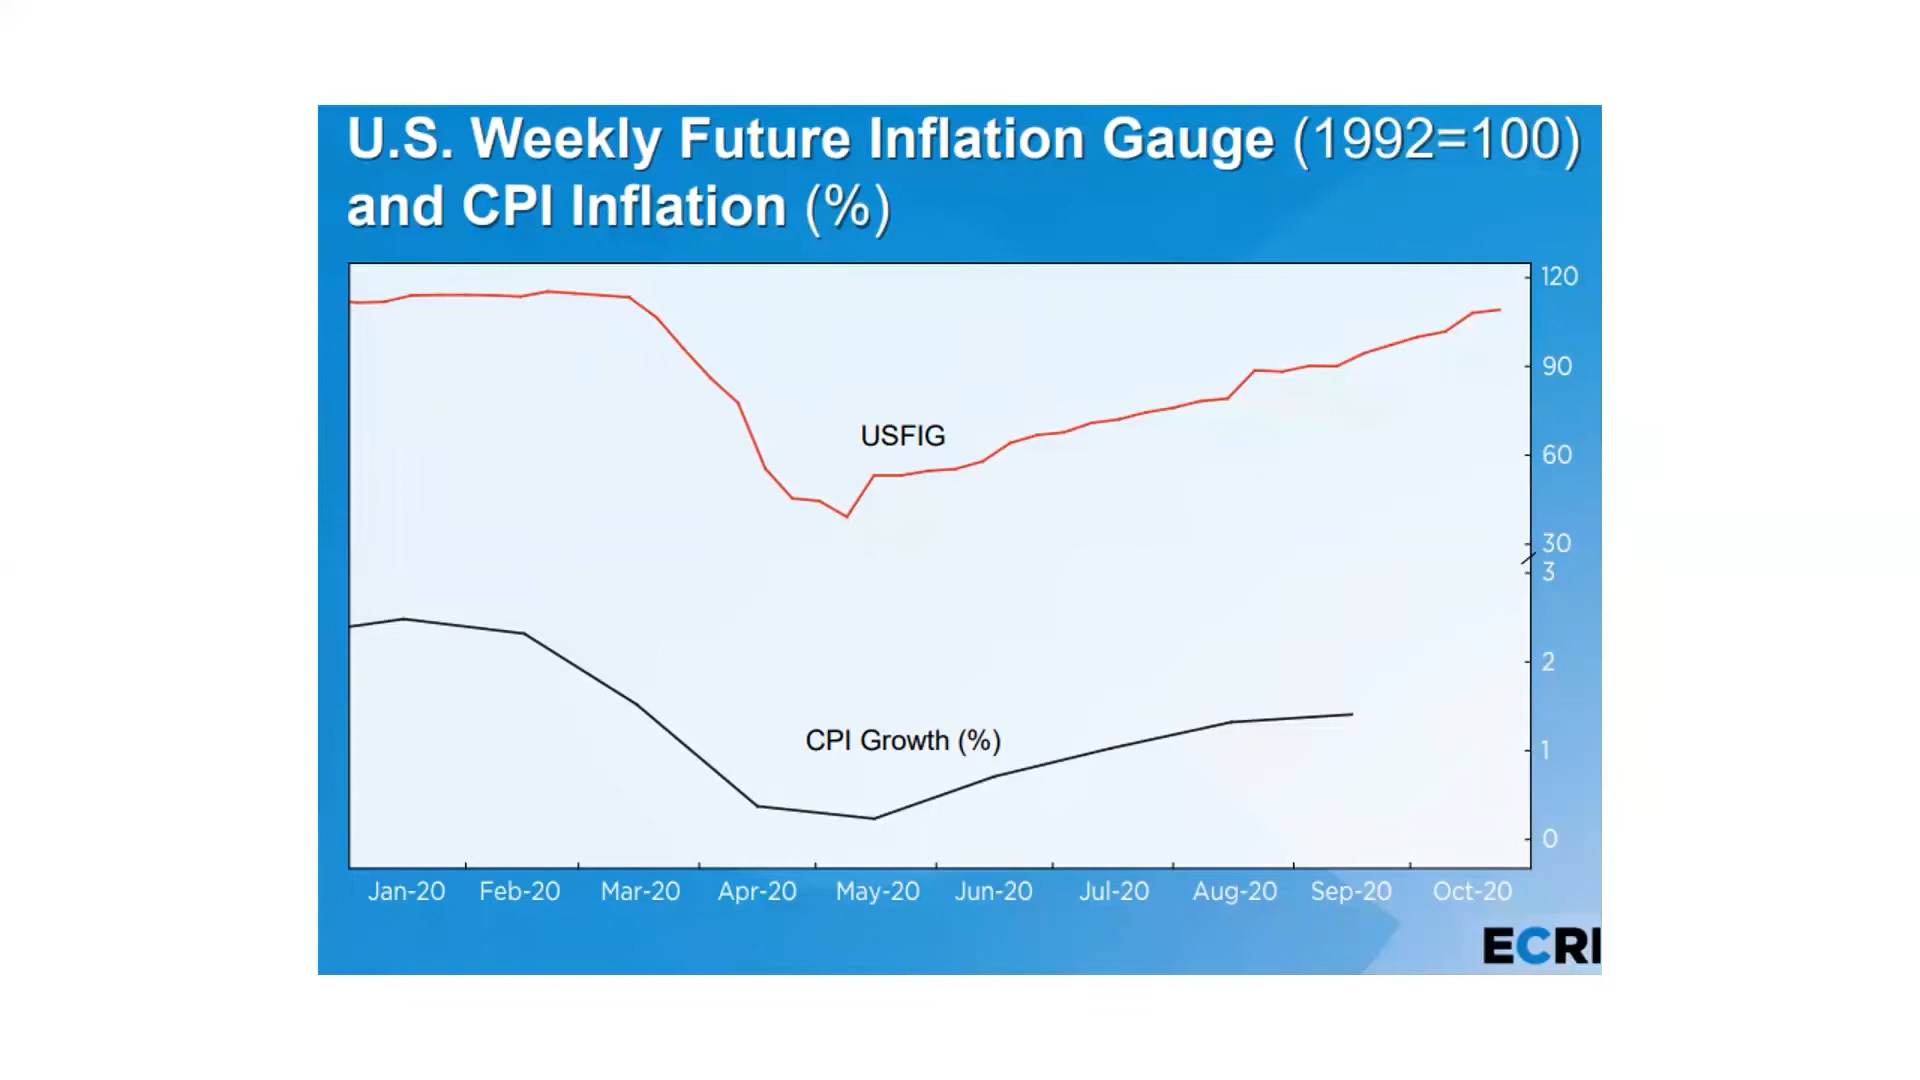 U.S. Weekly Future Inflation Gauge (1992=100)
and CPI Inflation (%)
120
90
USFIG
60
30
3
2
CPI Growth (%)
1
0
Jan-20 Feb-20 Mar-20 Apr-20 May-20 Jun-20 Jul-20 Aug-20 Sep-20 Oct-20
ECRI